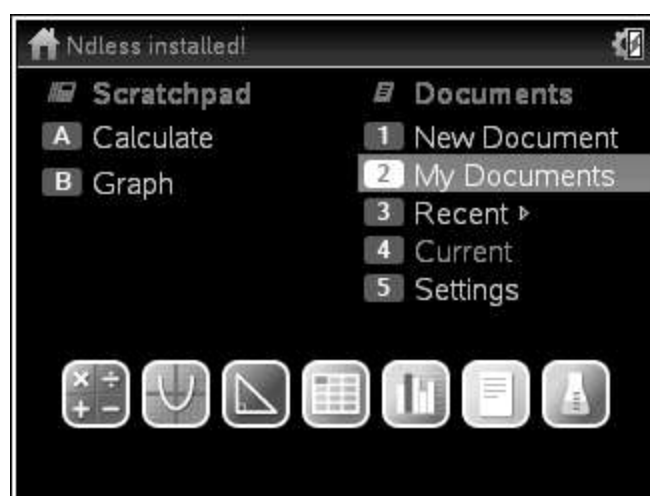 Ndless installed!
Scratchpad
A Calculate
B Graph
Documents
1 New Document
2 My Documents
3 Recent ▹
4 Current
5 Settings